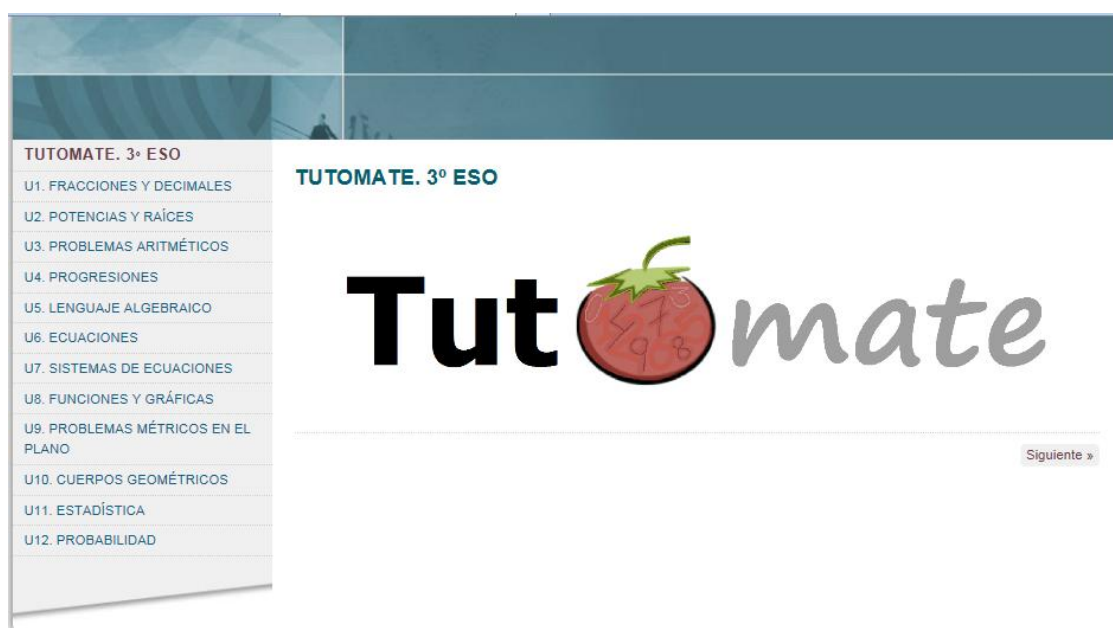 TUTOMATE. 3º ESO
U1. FRACCIONES Y DECIMALES
U2. POTENCIAS Y RAÍCES
U3. PROBLEMAS ARITMÉTICOS
U4. PROGRESIONES
U5. LENGUAJE ALGEBRAICO
U6. ECUACIONES
U7. SISTEMAS DE ECUACIONES
U8. FUNCIONES Y GRÁFICAS
U9. PROBLEMAS MÉTRICOS EN EL
PLANO
U10. CUERPOS GEOMÉTRICOS
U11. ESTADÍSTICA
U12. PROBABILIDAD
TUTOMATE. 3º ESO
Tutomate
Siguiente »